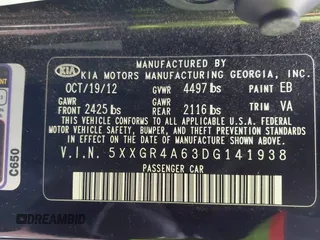 MANUFACTURED BY
KIA
KIA MOTORS MANUFACTURING GEORGIA, INC.
OCT/19/12 GVWR 4497 lbs PAINT EB
GAWR FRONT 2425 lbs GAWR REAR 2116 lbs TRIM VA
THIS VEHICLE CONFORMS TO ALL APPLICABLE
U.S.A. FEDERAL MOTOR VEHICLE SAFETY,
BUMPER, AND THEFT PREVENTION STANDARDS IN
EFFECT ON THE DATE OF MANUFACTURE SHOWN ABOVE.
V.I.N. 5XXGR4A63DG141938
PASSENGER CAR
C650
DREAMBID